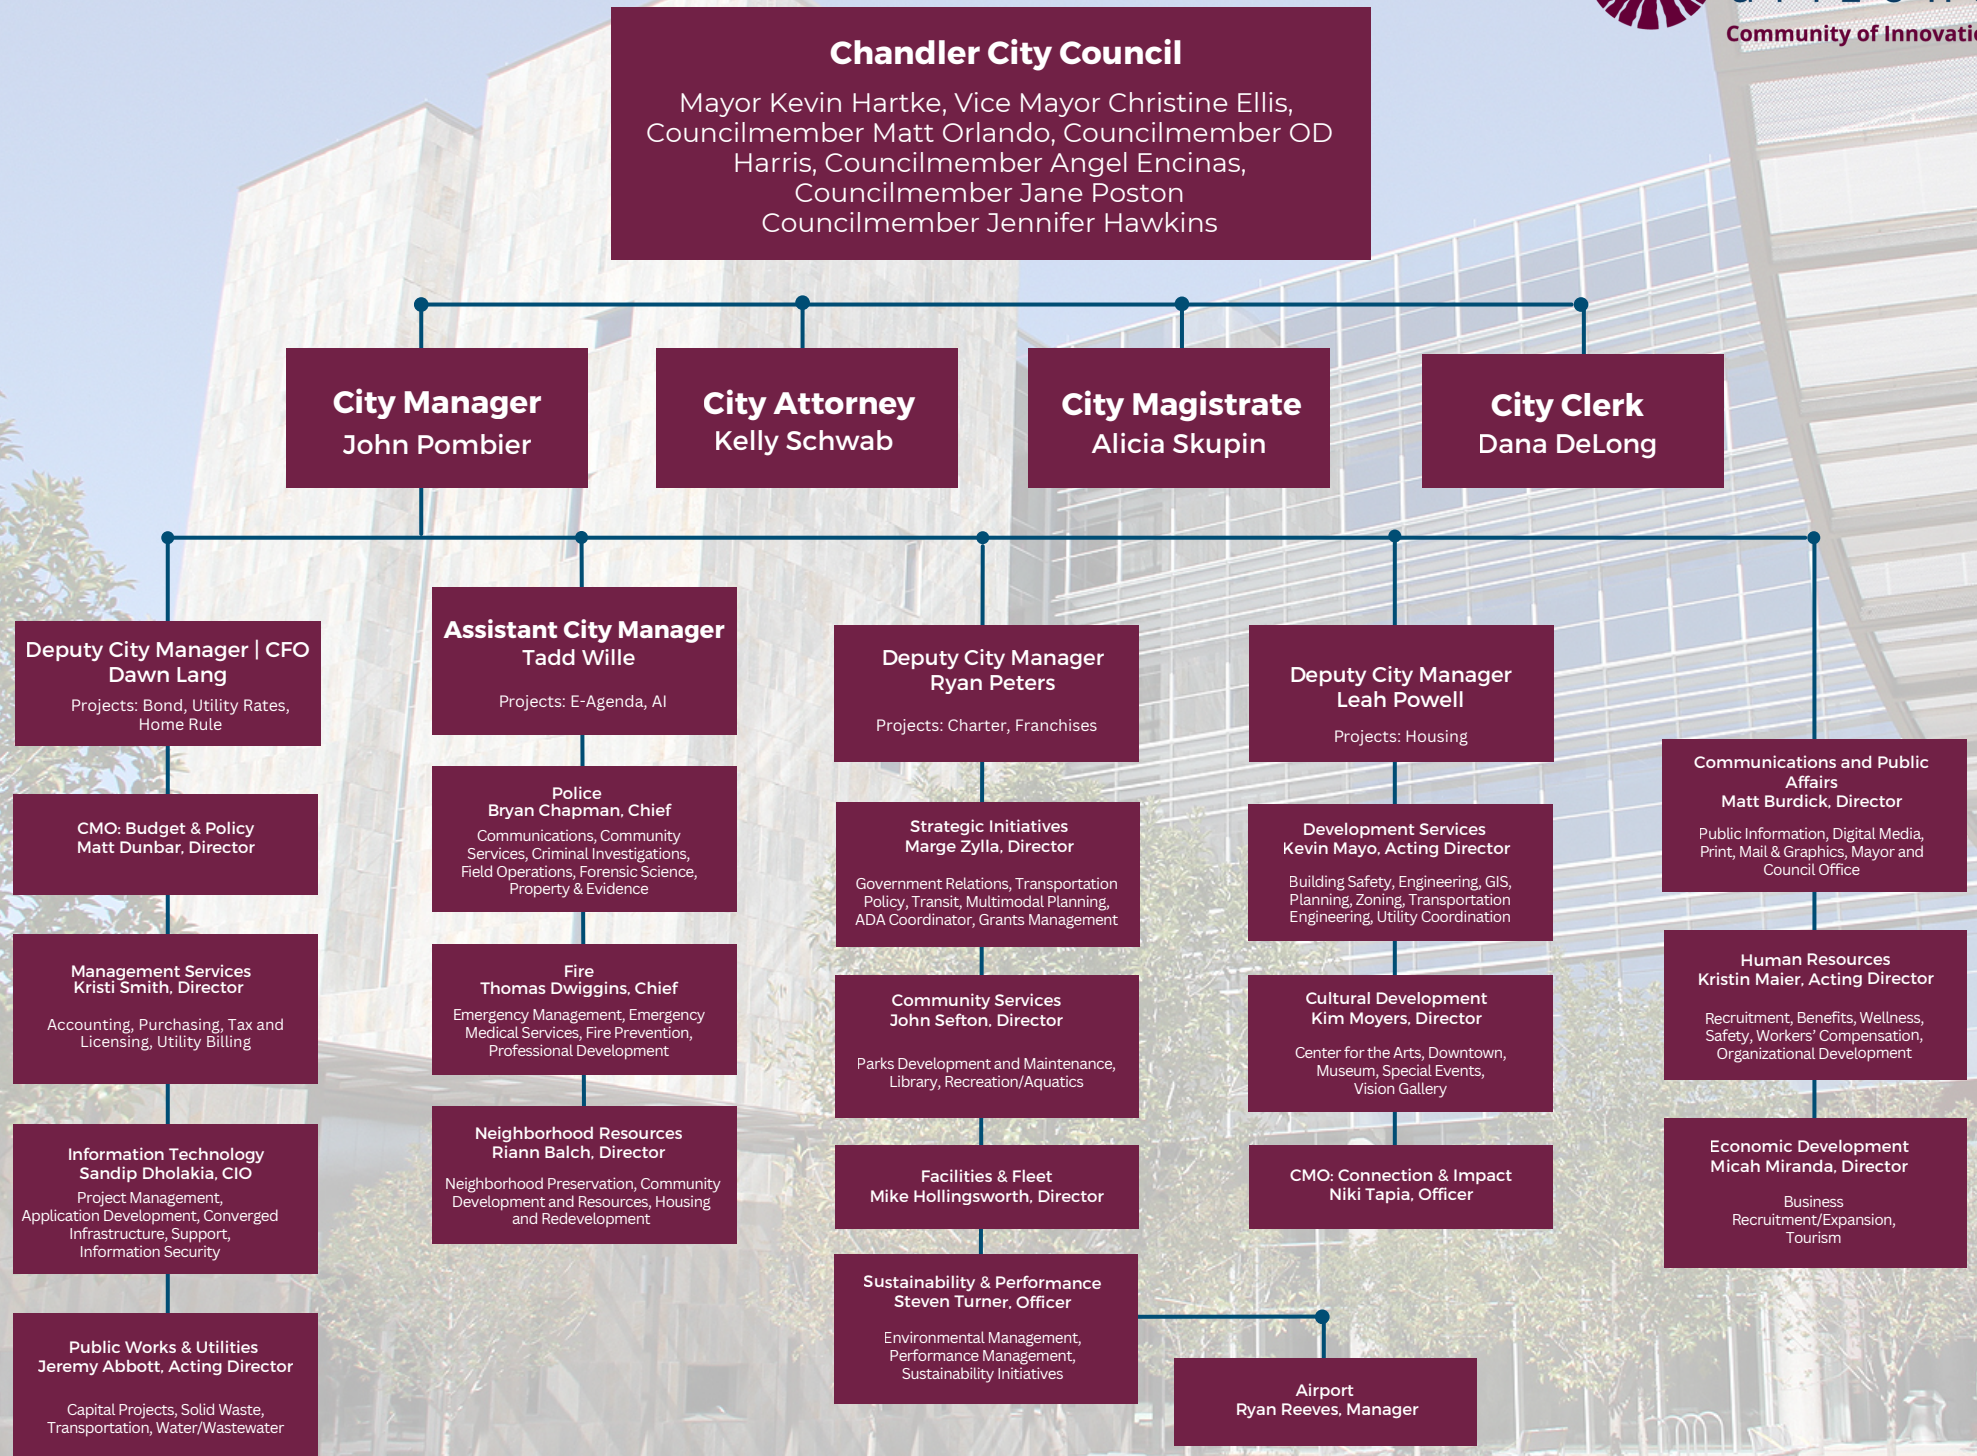 Community of Innovatio
Chandler City Council
Mayor Kevin Hartke, Vice Mayor Christine Ellis,
Councilmember Matt Orlando, Councilmember OD
Harris, Councilmember Angel Encinas,
Councilmember Jane Poston
Councilmember Jennifer Hawkins
City Manager
John Pombier
City Attorney
Kelly Schwab
City Magistrate
Alicia Skupin
City Clerk
Dana DeLong
Deputy City Manager | CFO
Dawn Lang
Projects: Bond, Utility Rates,
Home Rule
CMO: Budget & Policy
Matt Dunbar, Director
Management Services
Kristi Smith, Director
Accounting, Purchasing, Tax and
Licensing, Utility Billing
Information Technology
Sandip Dholakia, CIO
Project Management,
Application Development, Converged
Infrastructure, Support,
Information Security
Public Works & Utilities
Jeremy Abbott, Acting Director
Capital Projects, Solid Waste,
Transportation, Water/Wastewater
Assistant City Manager
Tadd Wille
Projects: E-Agenda, AI
Police
Bryan Chapman, Chief
Communications, Community
Services, Criminal Investigations,
Field Operations, Forensic Science,
Property & Evidence
Fire
Thomas Dwiggins, Chief
Emergency Management, Emergency
Medical Services, Fire Prevention,
Professional Development
Neighborhood Resources
Riann Balch, Director
Neighborhood Preservation, Community
Development and Resources, Housing
and Redevelopment
Deputy City Manager
Ryan Peters
Projects: Charter, Franchises
Strategic Initiatives
Marge Zylla, Director
Government Relations, Transportation
Policy, Transit, Multimodal Planning,
ADA Coordinator, Grants Management
Community Services
John Sefton, Director
Parks Development and Maintenance,
Library, Recreation/Aquatics
Facilities & Fleet
Mike Hollingsworth, Director
Sustainability & Performance
Steven Turner, Officer
Environmental Management,
Performance Management,
Sustainability Initiatives
Airport
Ryan Reeves, Manager
Deputy City Manager
Leah Powell
Projects: Housing
Development Services
Kevin Mayo, Acting Director
Building Safety, Engineering, GIS,
Planning, Zoning, Transportation
Engineering, Utility Coordination
Cultural Development
Kim Moyers, Director
Center for the Arts, Downtown,
Museum, Special Events,
Vision Gallery
CMO: Connection & Impact
Niki Tapia, Officer
Communications and Public
Affairs
Matt Burdick, Director
Public Information, Digital Media,
Print, Mail & Graphics, Mayor and
Council Office
Human Resources
Kristin Maier, Acting Director
Recruitment, Benefits, Wellness,
Safety, Workers’ Compensation,
Organizational Development
Economic Development
Micah Miranda, Director
Business
Recruitment/Expansion,
Tourism